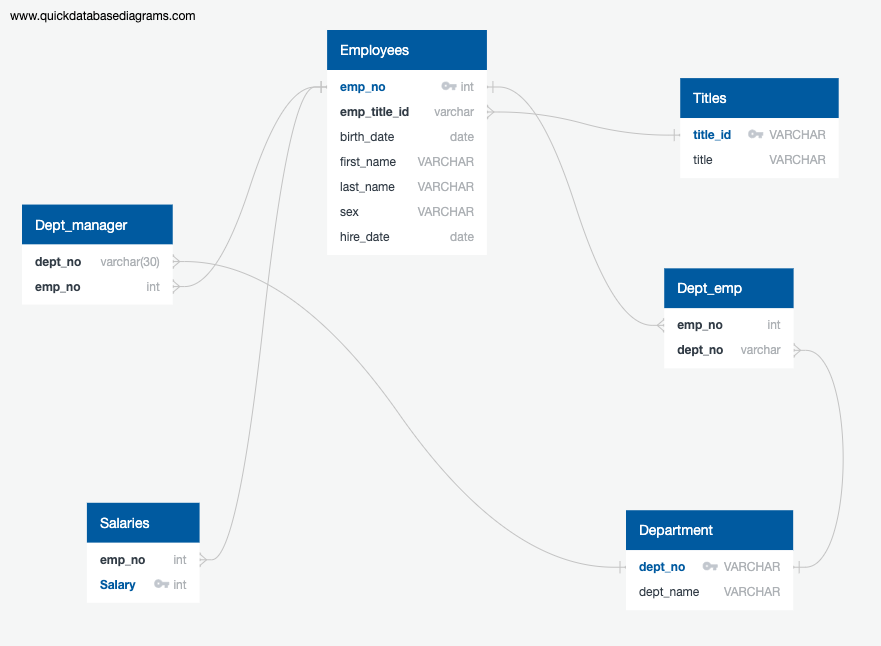 www.quickdatabasediagrams.com
Employees
emp_no int
emp_title_id varchar
birth_date date
first_name VARCHAR
last_name VARCHAR
sex VARCHAR
hire_date date
Titles
title_id VARCHAR
title VARCHAR
Dept_manager
dept_no varchar(30)
emp_no int
Dept_emp
emp_no int
dept_no varchar
Salaries
emp_no int
Salary int
Department
dept_no VARCHAR
dept_name VARCHAR